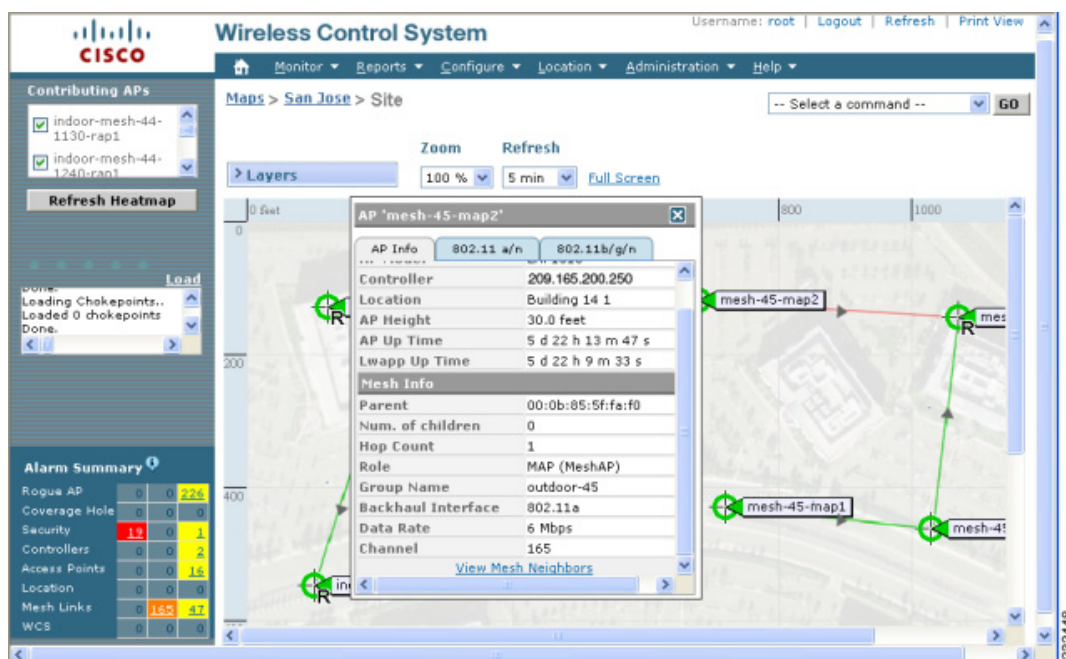 Username: root | Logout | Refresh | Print View
CISCO
Wireless Control System
Monitor Reports Configure Location Administration Help
Contributing APs
indoor-mesh-44-
1130-rap1
indoor-mesh-44-
1240-rap1
Refresh Heatmap
Maps > San Jose > Site
-- Select a command -- GO
Zoom Refresh
Layers 100 % 5 min Full Screen
0 feet 800 1000
0
200
400
Load
Done.
Loading Chokepoints..
Loaded 0 chokepoints
Done.
AP 'mesh-45-map2'
AP Info 802.11 a/n 802.11b/g/n
AP Model
Controller 209.165.200.250
Location Building 14 1
AP Height 30.0 feet
AP Up Time 5 d 22 h 13 m 47 s
Lwapp Up Time 5 d 22 h 9 m 33 s
Mesh Info
Parent 00:0b:85:5f:fa:f0
Num. of children 0
Hop Count 1
Role MAP (MeshAP)
Group Name outdoor-45
Backhaul Interface 802.11a
Data Rate 6 Mbps
Channel 165
View Mesh Neighbors
R
mesh-45-map2
mes
R
mesh-45-map1
mesh-45
in
R
Alarm Summary
Rogue AP 0 0 226
Coverage Hole 0 0 0
Security 19 0 1
Controllers 0 0 2
Access Points 0 0 16
Location 0 0 0
Mesh Links 0 165 47
WCS 0 0 0